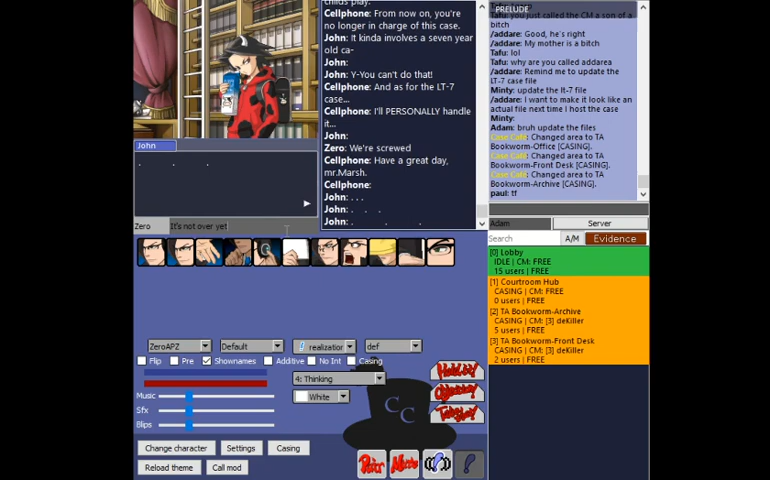 John
. . .
Zero
It's not over yet
childs play.
Cellphone: From now on, you're
no longer in charge of this case.
John: It kinda involves a seven year
old ca-
John:
John: Y-You can't do that!
Cellphone: And as for the LT-7
case...
Cellphone: I'll PERSONALLY handle
it...
John:
Zero: We're screwed
Cellphone: Have a great day,
mr.Marsh.
Cellphone:
John: . . .
John: . . .
John: . . .
PRELUDE
Tafu: you just called the CM a son of a
bitch
/addare: Good, he's right
/addare: My mother is a bitch
Tafu: lol
Tafu: why are you called addarea
/addare: Remind me to update the
LT-7 case file
Minty: update the lt-7 file
/addare: I want to make it look like an
actual file next time i host the case
Minty:
Adam: bruh update the files
Case Café: Changed area to TA
Bookworm-Office [CASING].
Case Café: Changed area to TA
Bookworm-Front Desk [CASING].
Case Café: Changed area to TA
Bookworm-Archive [CASING].
paul: tf
Adam
Server
Search
A/M
Evidence
[0] Lobby
IDLE | CM: FREE
15 users | FREE
[1] Courtroom Hub
CASING | CM: FREE
0 users | FREE
[2] TA Bookworm-Archive
CASING | CM: [3] deKiller
5 users | FREE
[3] TA Bookworm-Front Desk
CASING | CM: [3] deKiller
2 users | FREE
ZeroAPZ
Default
realization
def
Flip
Pre
Shownames
Additive
No Int
Casing
4: Thinking
White
Music
Sfx
Blips
Hold It!
Objection!
Take That!
C C
Change character
Settings
Casing
Reload theme
Call mod
Pair